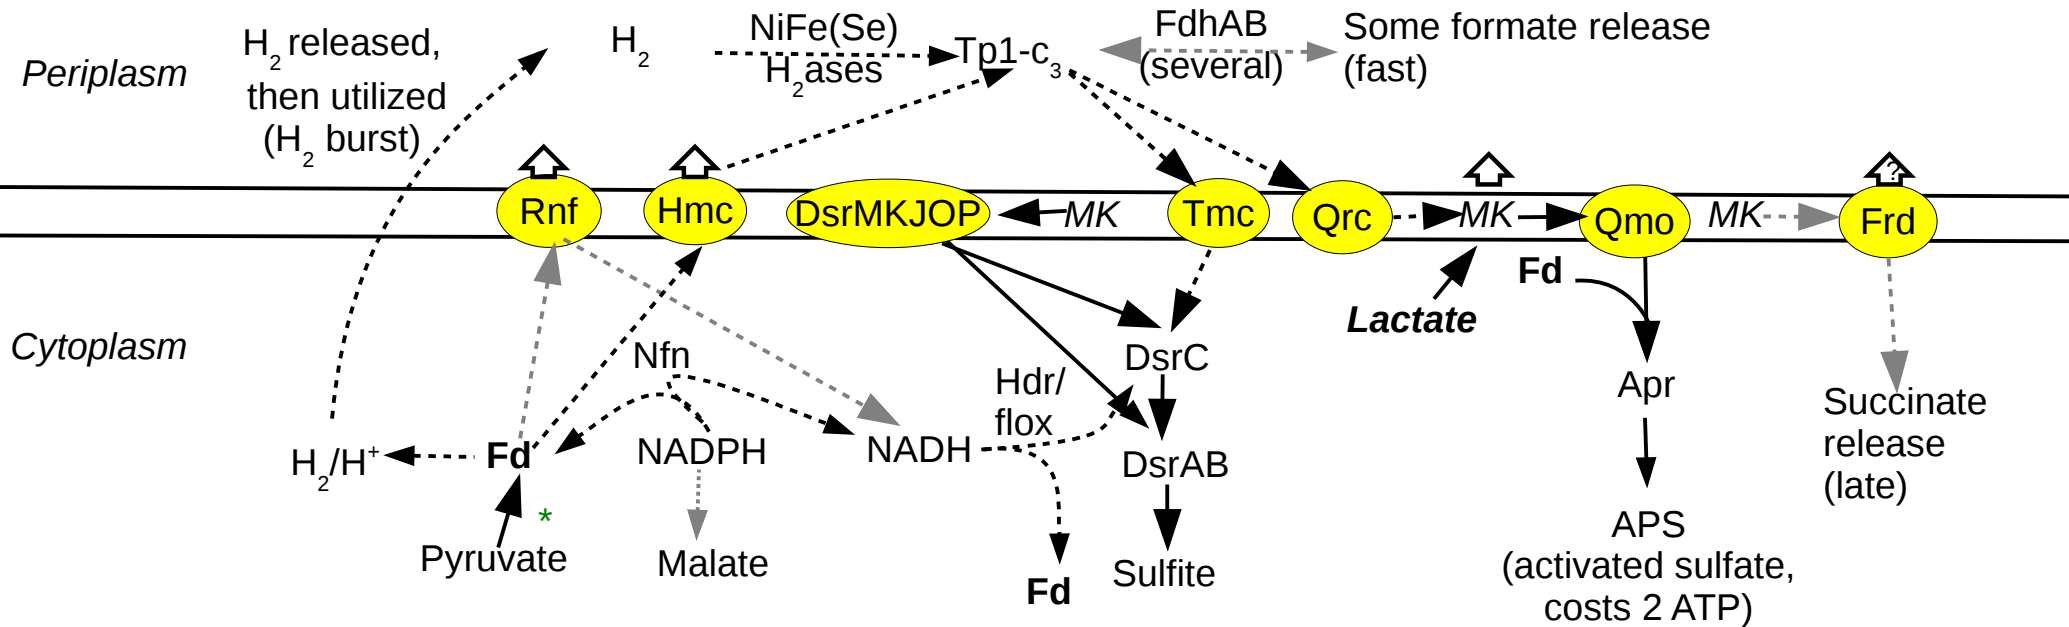 Periplasm
H2 released,
then utilized
(H2 burst)
H2
NiFe(Se)
H2ases
Tp1-c3
FdhAB
(several)
Some formate release
(fast)
Rnf
Hmc
DsrMKJOP
MK
Tmc
Qrc
MK
Qmo
MK
Frd
?
Cytoplasm
Fd
Lactate
Nfn
DsrC
Hdr/
flox
Apr
Succinate
release
(late)
H2/H+
Fd
NADPH
NADH
DsrAB
*
Pyruvate
Malate
Fd
Sulfite
APS
(activated sulfate,
costs 2 ATP)